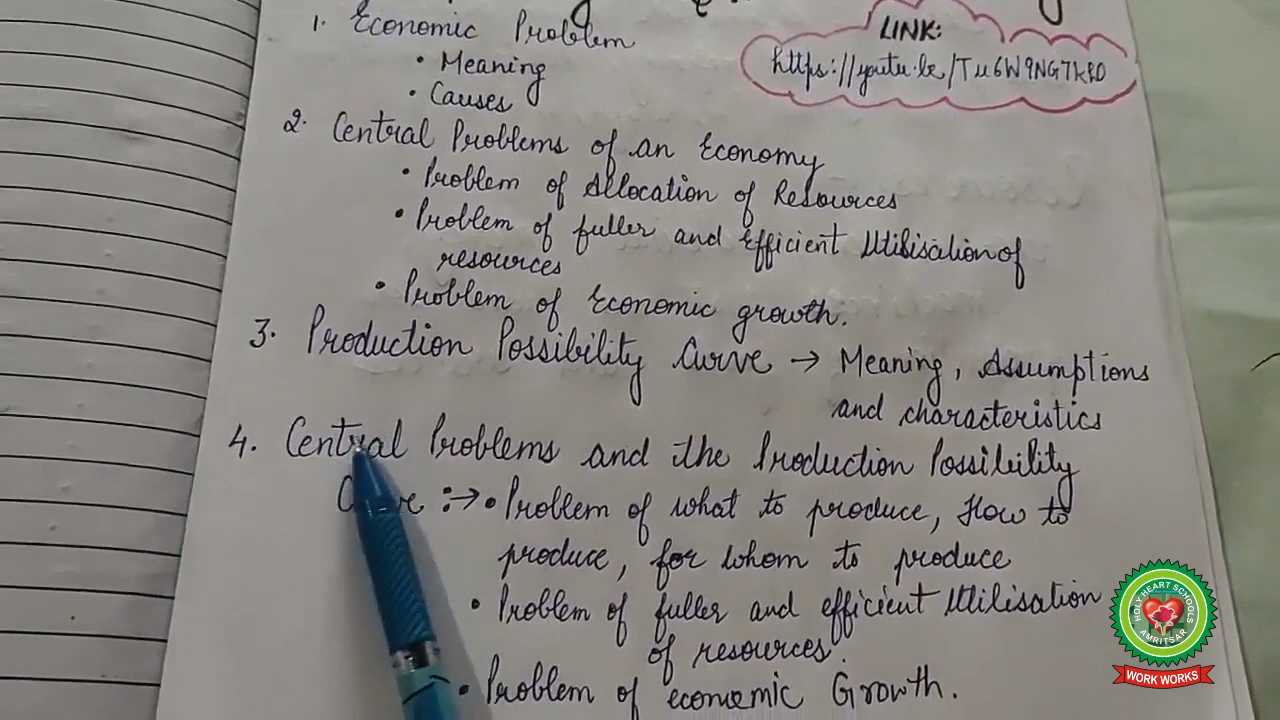 1. Economic Problem
• Meaning
• Causes
LINK:
https://youtu.be/Tu6W9NG7kRO
2. Central Problems of an Economy
• Problem of Allocation of Resources
• Problem of fuller and Efficient Utilisation of
resources
• Problem of Economic growth.
3. Production Possibility Curve → Meaning, Assumptions
and characteristics
4. Central Problems and the Production Possibility
:→ • Problem of what to produce, How to
produce, for whom to produce
• Problem of fuller and efficient Utilisation
of resources
• Problem of economic Growth.
HOLY HEART SCHOOLS
AMRITSAR
WORK WORKS